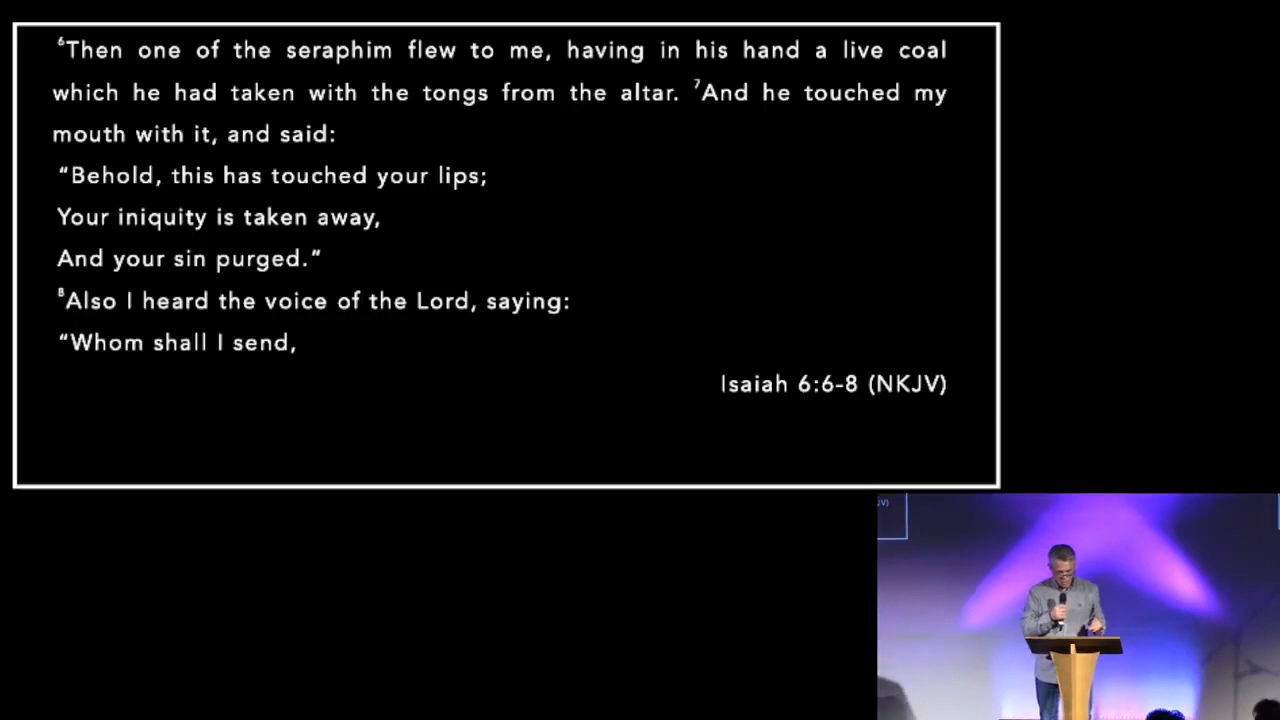 ⁶Then one of the seraphim flew to me, having in his hand a live coal
which he had taken with the tongs from the altar. ⁷And he touched my
mouth with it, and said:
“Behold, this has touched your lips;
Your iniquity is taken away,
And your sin purged.”
⁸Also I heard the voice of the Lord, saying:
“Whom shall I send,
Isaiah 6:6-8 (NKJV)
JV)